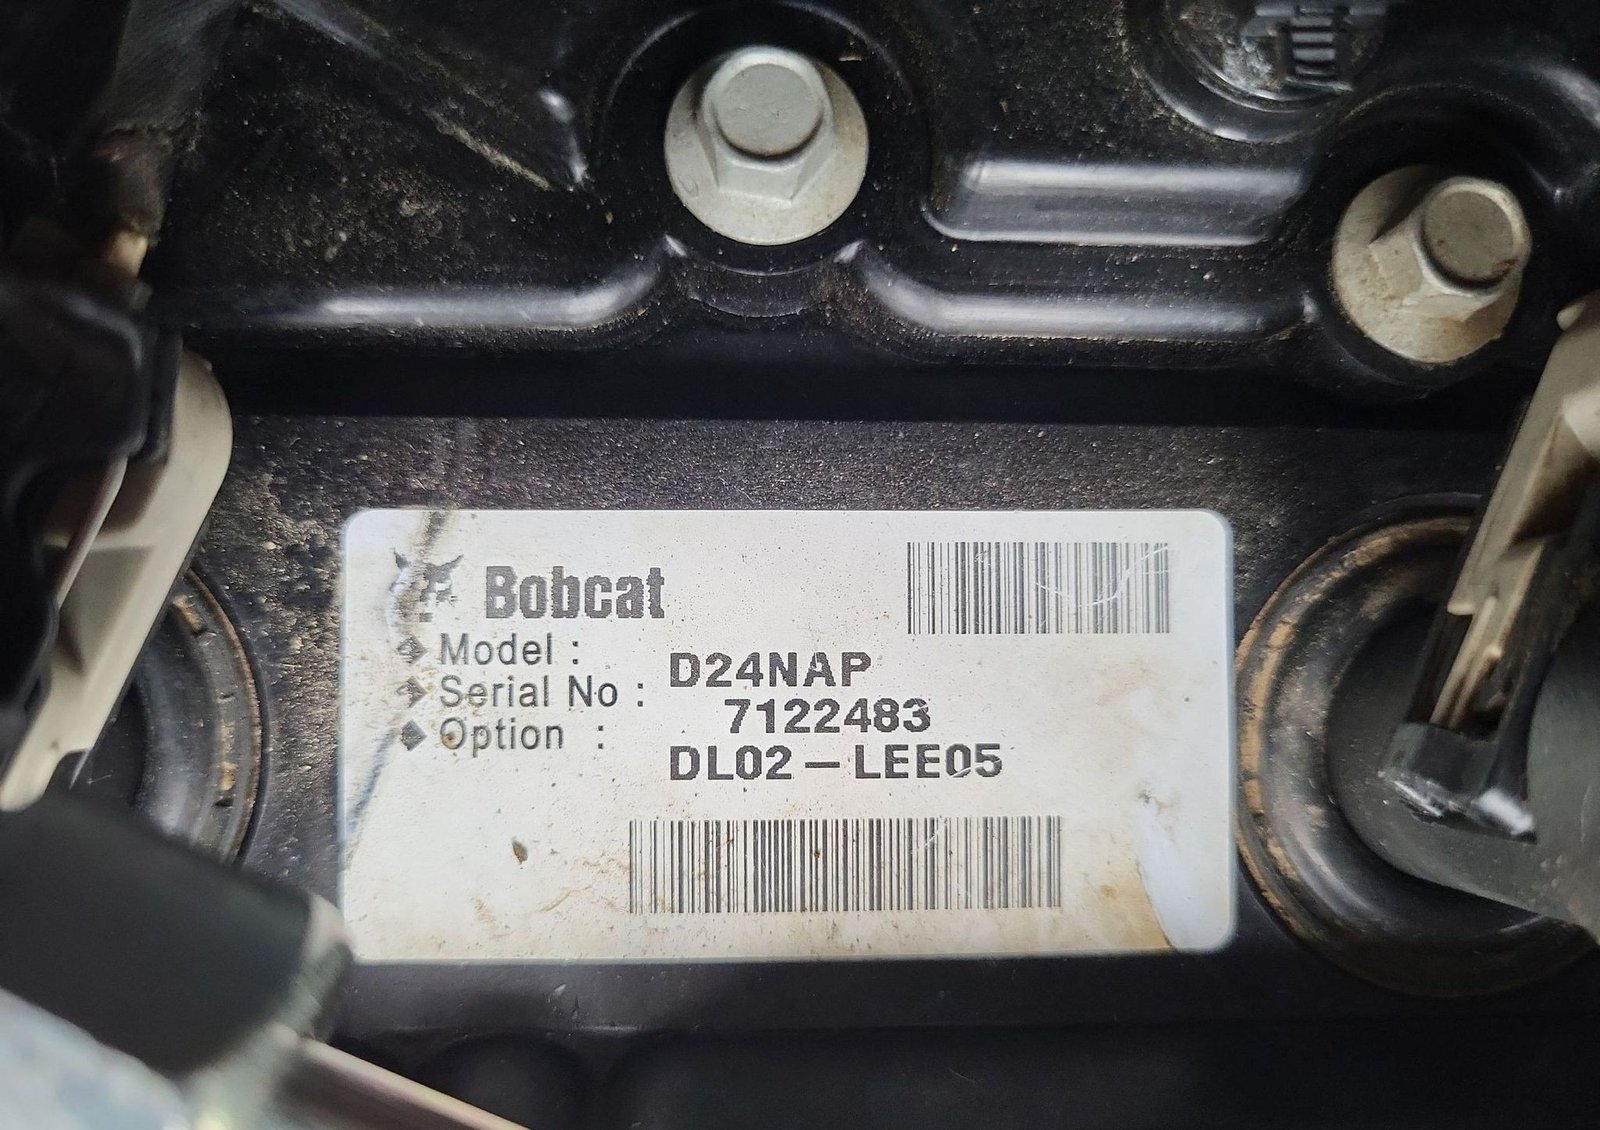 Bobcat
Model : D24NAP
Serial No : 7122483
Option : DL02-LEE05